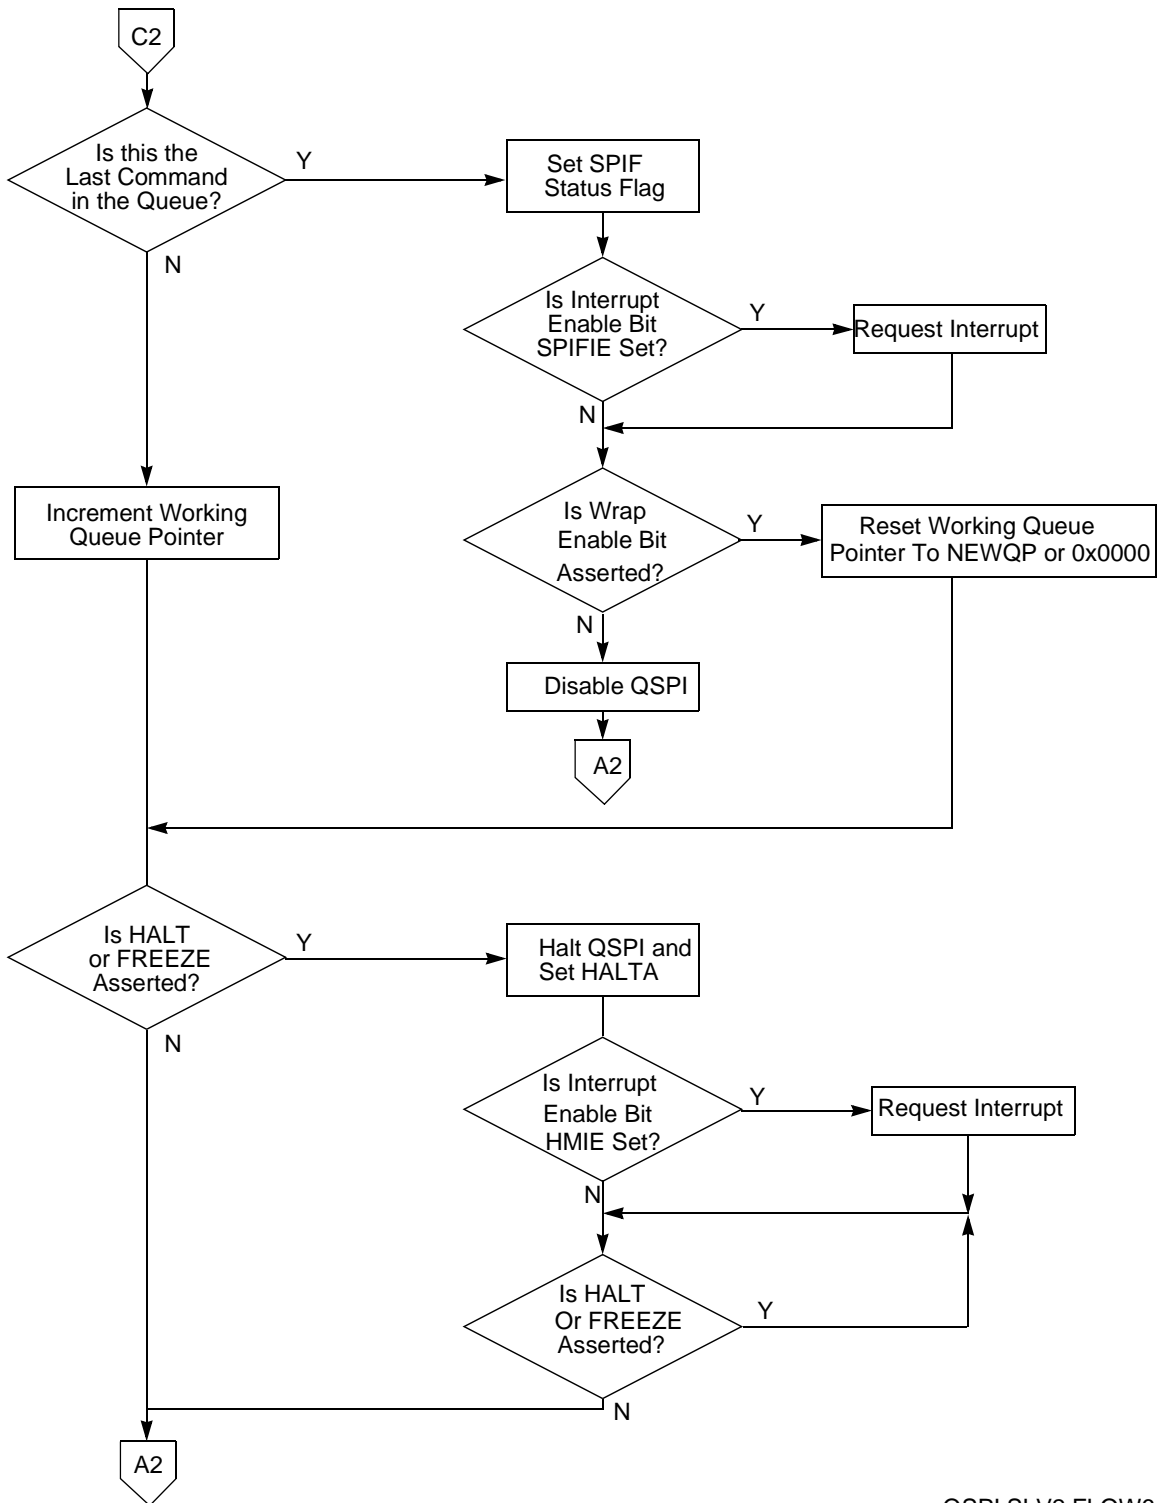 C2
Is this the
Last Command
in the Queue?
Y
N
Set SPIF
Status Flag
Is Interrupt
Enable Bit
SPIFIE Set?
Y
N
Request Interrupt
Increment Working
Queue Pointer
Is Wrap
Enable Bit
Asserted?
Y
N
Reset Working Queue
Pointer To NEWQP or 0x0000
Disable QSPI
A2
Is HALT
or FREEZE
Asserted?
Y
N
Halt QSPI and
Set HALTA
Is Interrupt
Enable Bit
HMIE Set?
Y
N
Request Interrupt
Is HALT
Or FREEZE
Asserted?
Y
N
A2